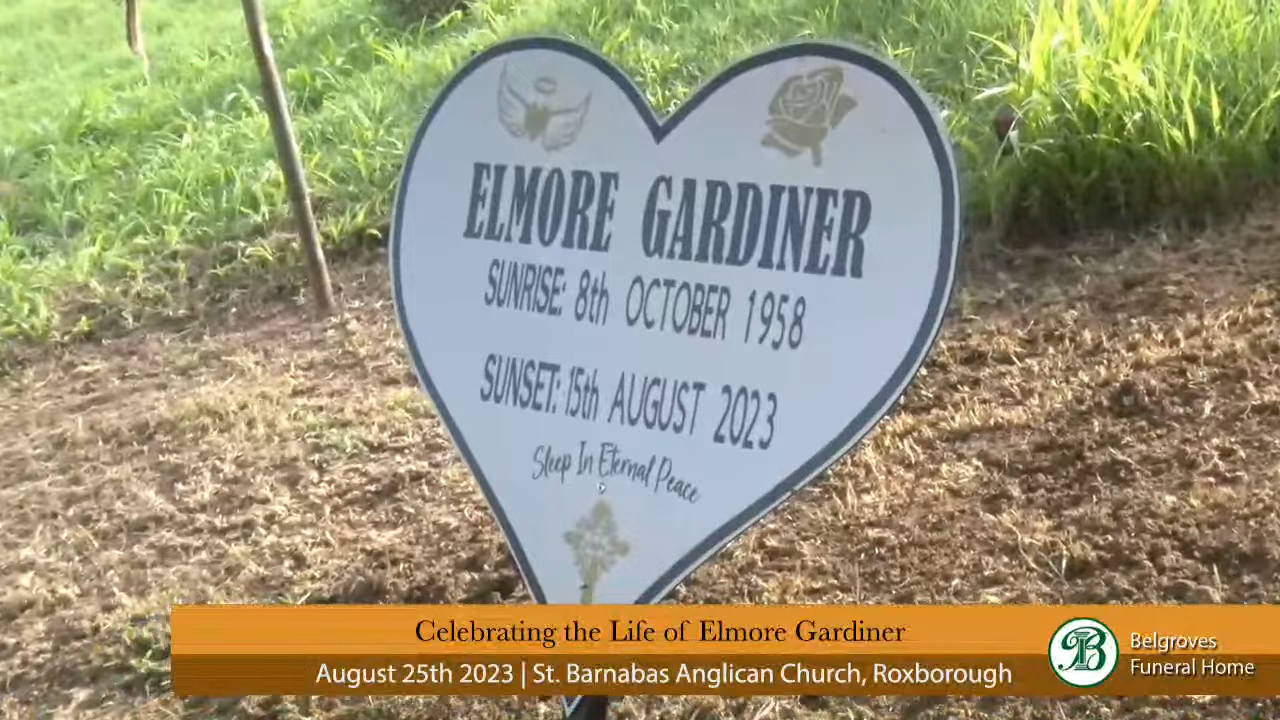 ELMORE GARDINER
SUNRISE: 8th OCTOBER 1958
SUNSET: 15th AUGUST 2023
Sleep In Eternal Peace
Celebrating the Life of Elmore Gardiner
August 25th 2023 | St. Barnabas Anglican Church, Roxborough
B
Belgroves
Funeral Home